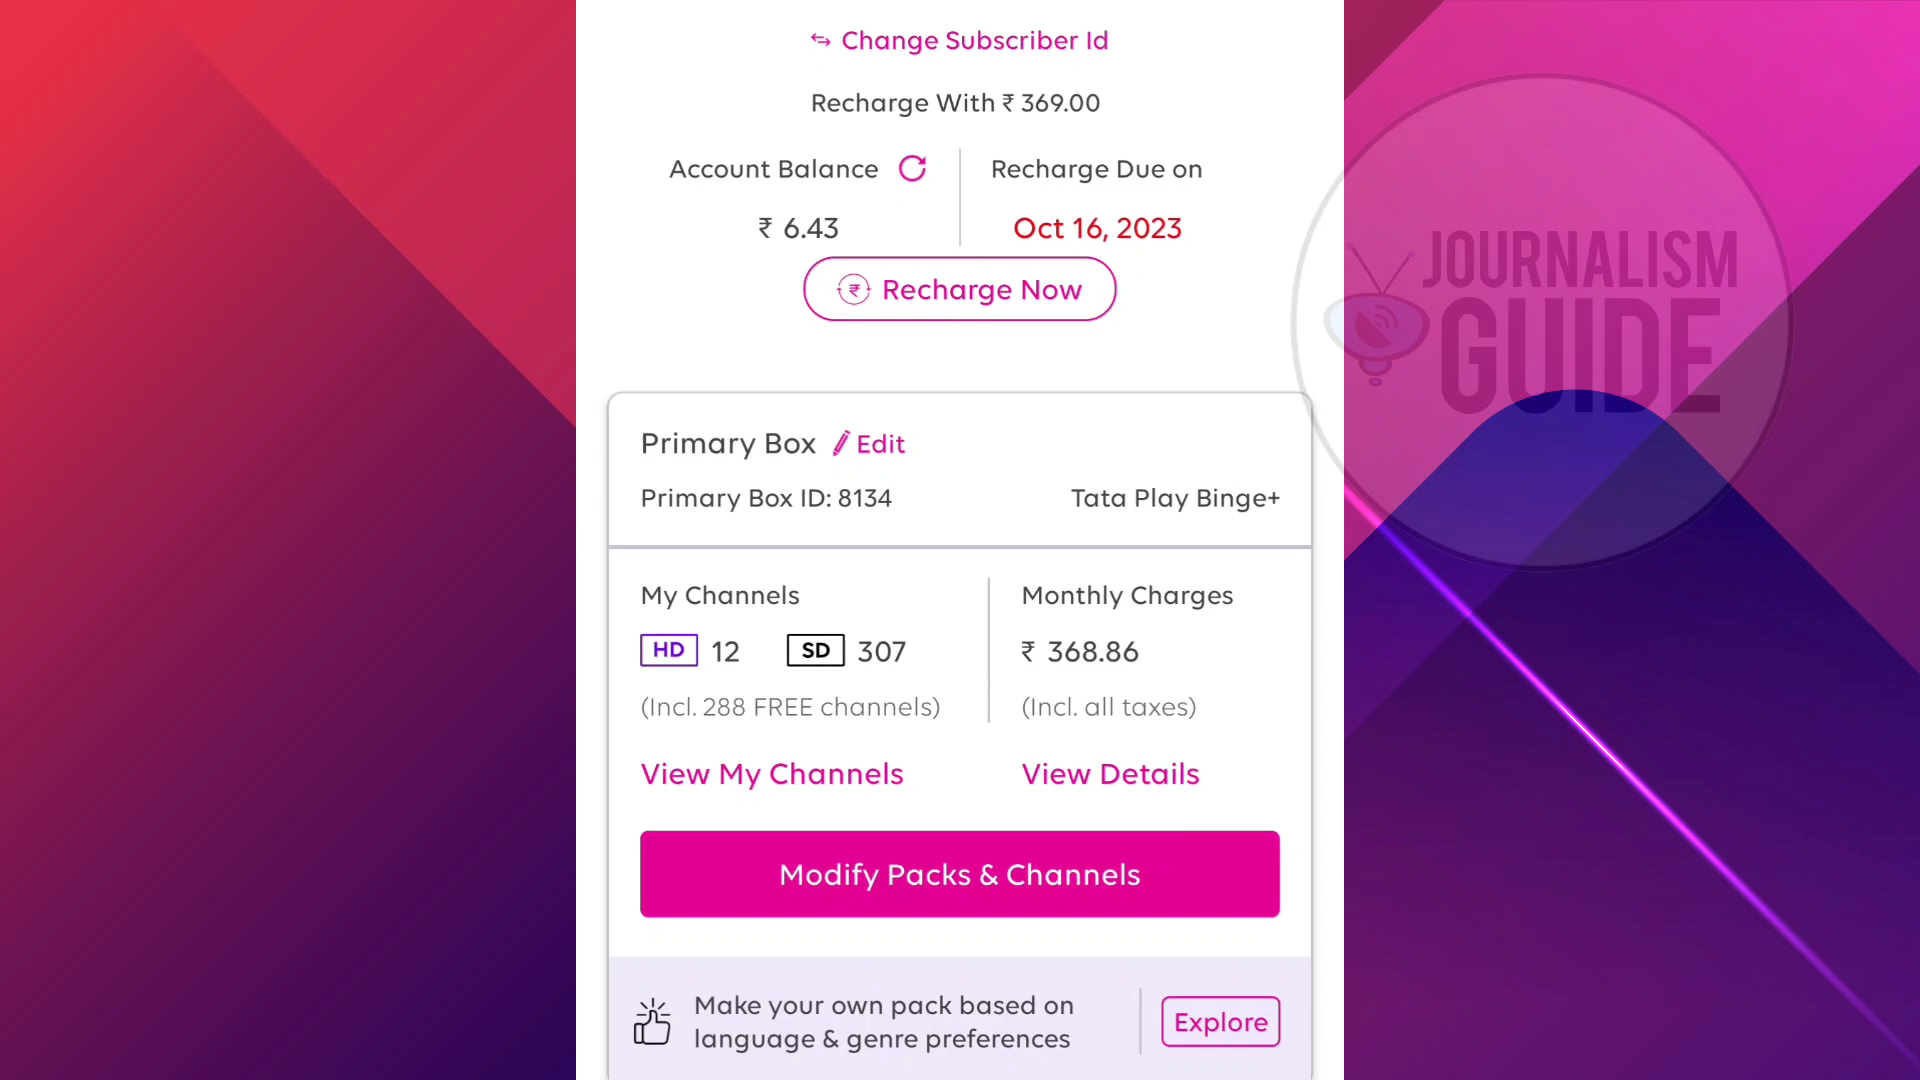 Change Subscriber Id
Recharge With ₹ 369.00
Account Balance
Recharge Due on
₹ 6.43
Oct 16, 2023
₹ Recharge Now
JOURNALISM
GUIDE
Primary Box Edit
Primary Box ID: 8134
Tata Play Binge+
My Channels
Monthly Charges
HD 12 SD 307
₹ 368.86
(Incl. 288 FREE channels)
(Incl. all taxes)
View My Channels
View Details
Modify Packs & Channels
Make your own pack based on
language & genre preferences
Explore